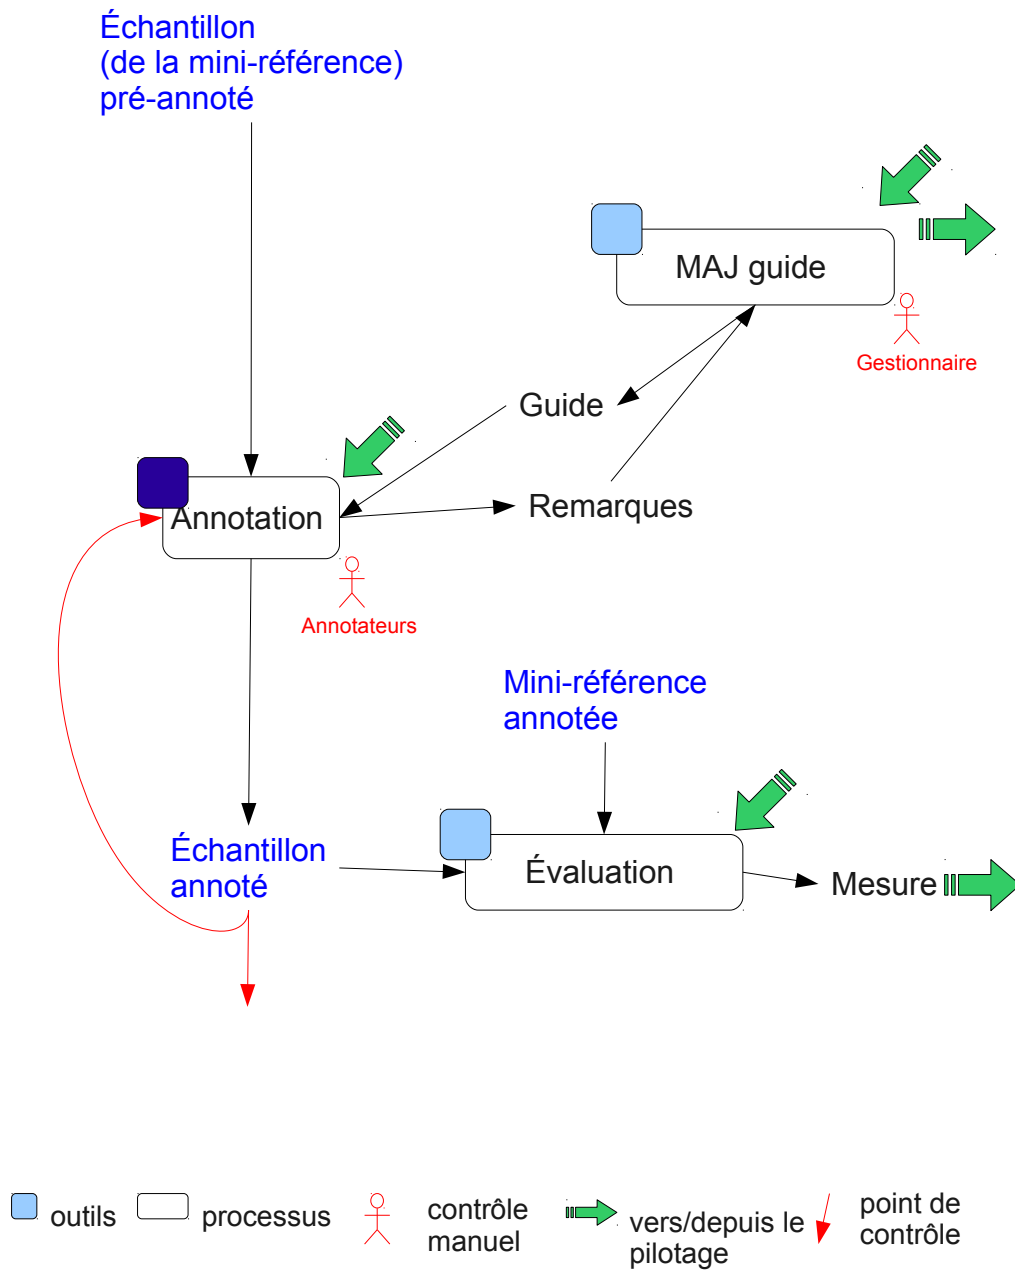 Échantillon
(de la mini-référence)
pré-annoté
MAJ guide
Gestionnaire
Guide
Remarques
Annotation
Annotateurs
Mini-référence
annotée
Échantillon
annoté
Évaluation
Mesure
outils
processus
contrôle
manuel
vers/depuis le
pilotage
point de
contrôle